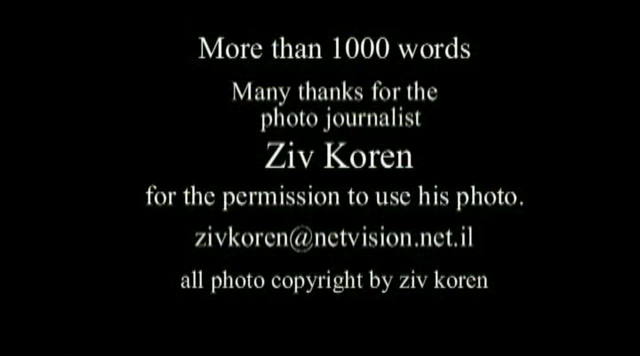 More than 1000 words
Many thanks for the
photo journalist
Ziv Koren
for the permission to use his photo.
zivkoren@netvision.net.il
all photo copyright by ziv koren